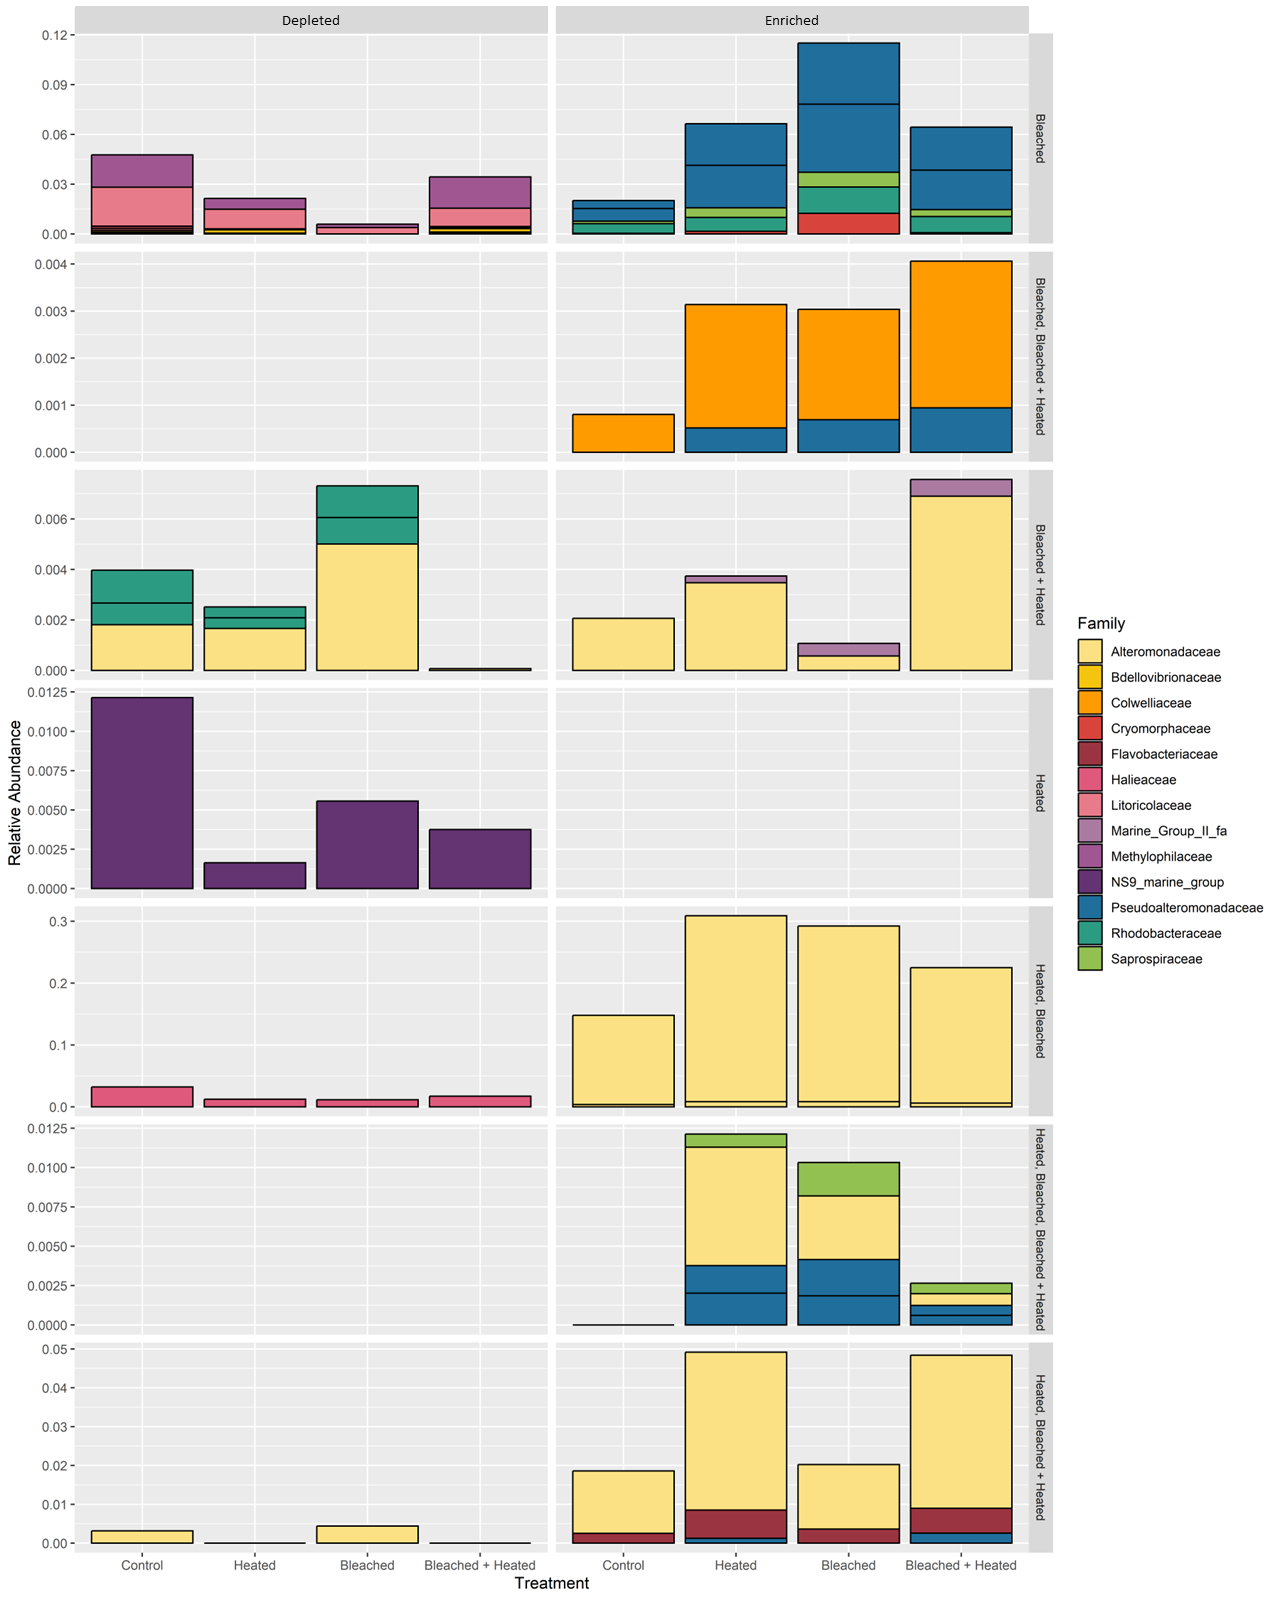 Depleted
Enriched
0.12
0.09
0.06
0.03
0.00
Bleached
0.004
0.003
0.002
0.001
0.000
Bleached, Bleached + Heated
0.006
0.004
0.002
0.000
Bleached + Heated
0.0125
0.0100
0.0075
0.0050
0.0025
0.0000
Heated
0.3
0.2
0.1
0.0
Heated, Bleached
0.0125
0.0100
0.0075
0.0050
0.0025
0.0000
Heated, Bleached, Bleached + Heated
0.05
0.04
0.03
0.02
0.01
0.00
Heated, Bleached + Heated
Relative Abundance
Control
Heated
Bleached
Bleached + Heated
Control
Heated
Bleached
Bleached + Heated
Treatment
Family
Alteromonadaceae
Bdellovibrionaceae
Colwelliaceae
Cryomorphaceae
Flavobacteriaceae
Halieaceae
Litoricolaceae
Marine_Group_II_fa
Methylophilaceae
NS9_marine_group
Pseudoalteromonadaceae
Rhodobacteraceae
Saprospiraceae